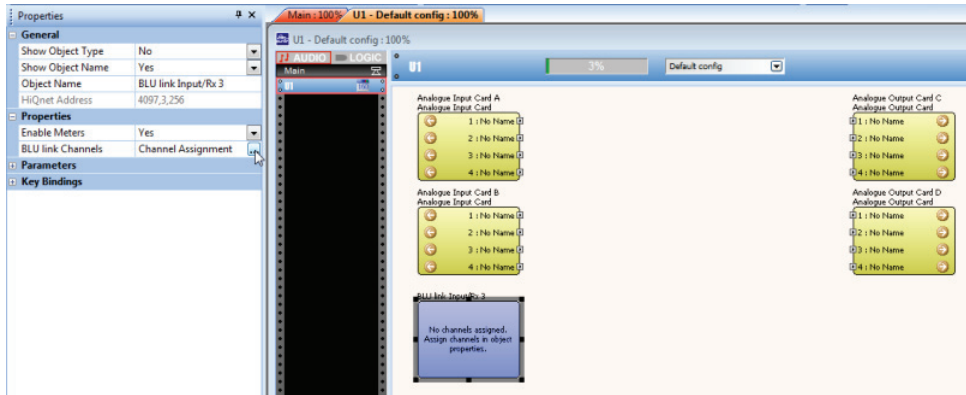 Properties
General
Show Object Type No
Show Object Name Yes
Object Name BLU link Input/Rx 3
HiQnet Address 4097,3,256
Properties
Enable Meters Yes
BLU link Channels Channel Assignment ...
Parameters
Key Bindings
Main : 100% U1 - Default config : 100%
U1 - Default config : 100%
AUDIO LOGIC
Main
U1
U1 3% Default config
Analogue Input Card A
Analogue Card
1 : No Name
2 : No Name
3 : No Name
4 : No Name
Analogue Input Card B
Analogue Input Card
1 : No Name
2 : No Name
3 : No Name
4 : No Name
BLU link Input/Rx 3
No channels assigned.
Assign channels in object
properties.
Analogue Output Card C
Analogue Output Card
1 : No Name
2 : No Name
3 : No Name
4 : No Name
Analogue Output Card D
Analogue Output Card
1 : No Name
2 : No Name
3 : No Name
4 : No Name